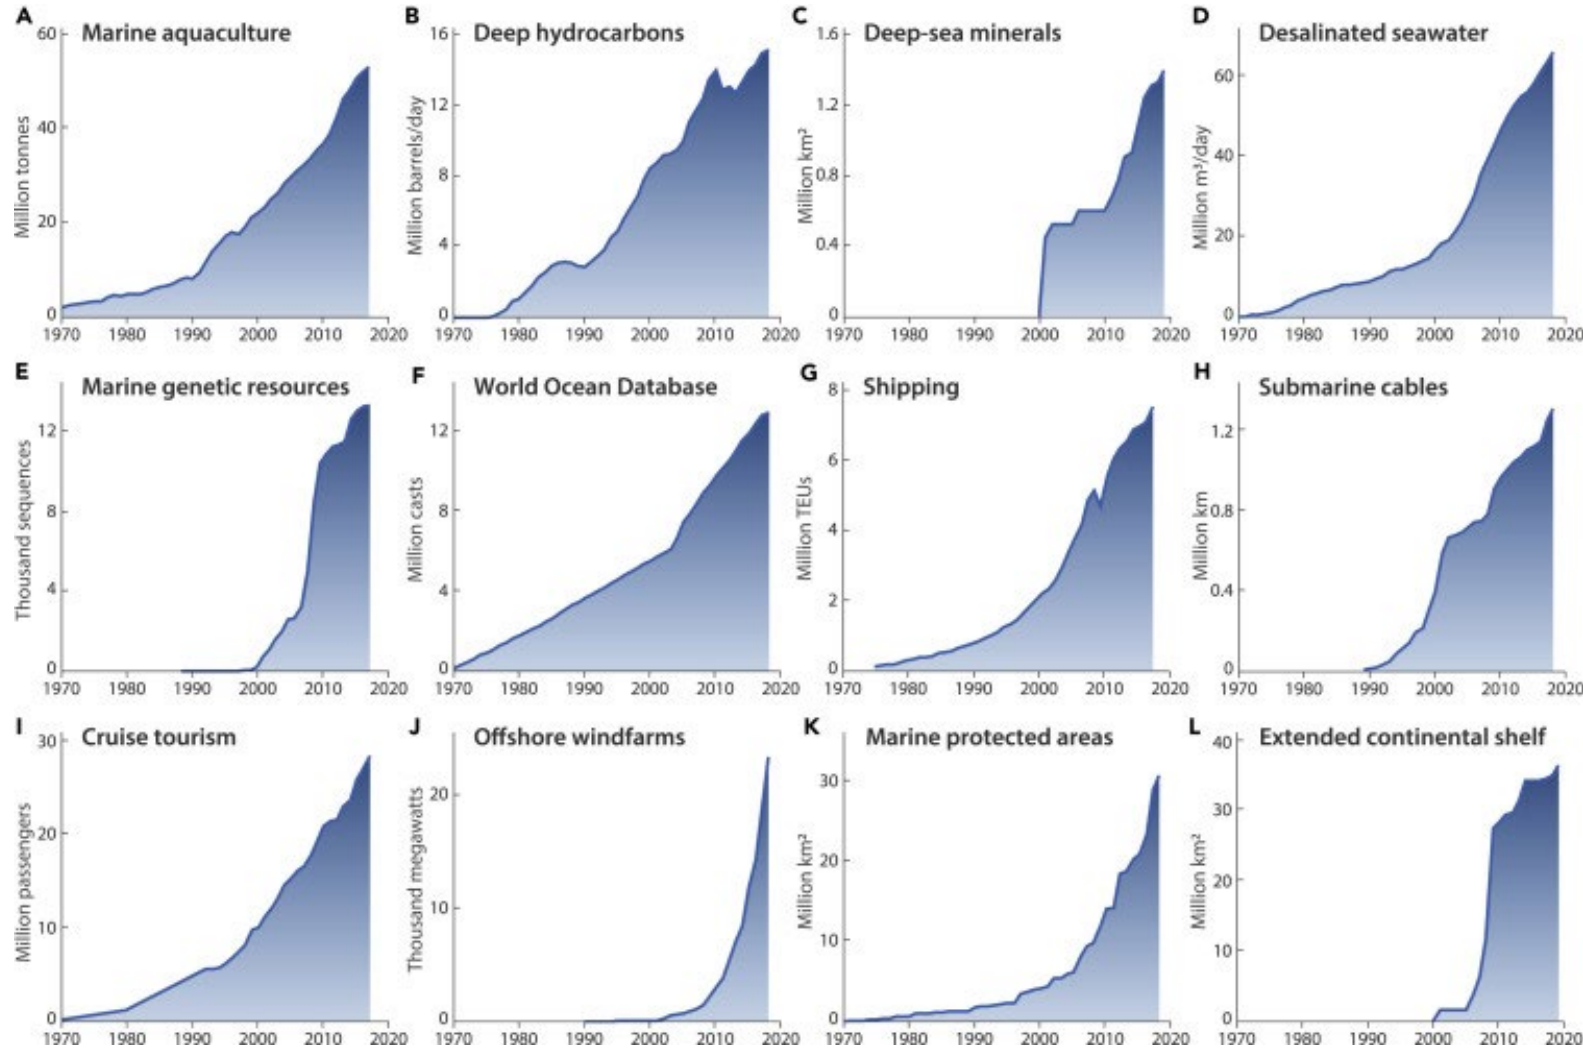 A Marine aquaculture
Million tonnes
60
40
20
0
1970 1980 1990 2000 2010 2020
B Deep hydrocarbons
Million barrels/day
16
12
8
4
0
1970 1980 1990 2000 2010 2020
C Deep-sea minerals
Million km²
1.6
1.2
0.8
0.4
0
1970 1980 1990 2000 2010 2020
D Desalinated seawater
Million m³/day
60
40
20
0
1970 1980 1990 2000 2010 2020
E Marine genetic resources
Thousand sequences
12
8
4
0
1970 1980 1990 2000 2010 2020
F World Ocean Database
Million casts
12
8
4
0
1970 1980 1990 2000 2010 2020
G Shipping
Million TEUs
8
6
4
2
0
1970 1980 1990 2000 2010 2020
H Submarine cables
Million km
1.2
0.8
0.4
0
1970 1980 1990 2000 2010 2020
I Cruise tourism
Million passengers
30
20
10
0
1970 1980 1990 2000 2010 2020
J Offshore windfarms
Thousand megawatts
20
10
0
1970 1980 1990 2000 2010 2020
K Marine protected areas
Million km²
30
20
10
0
1970 1980 1990 2000 2010 2020
L Extended continental shelf
Million km²
40
30
20
10
0
1970 1980 1990 2000 2010 2020